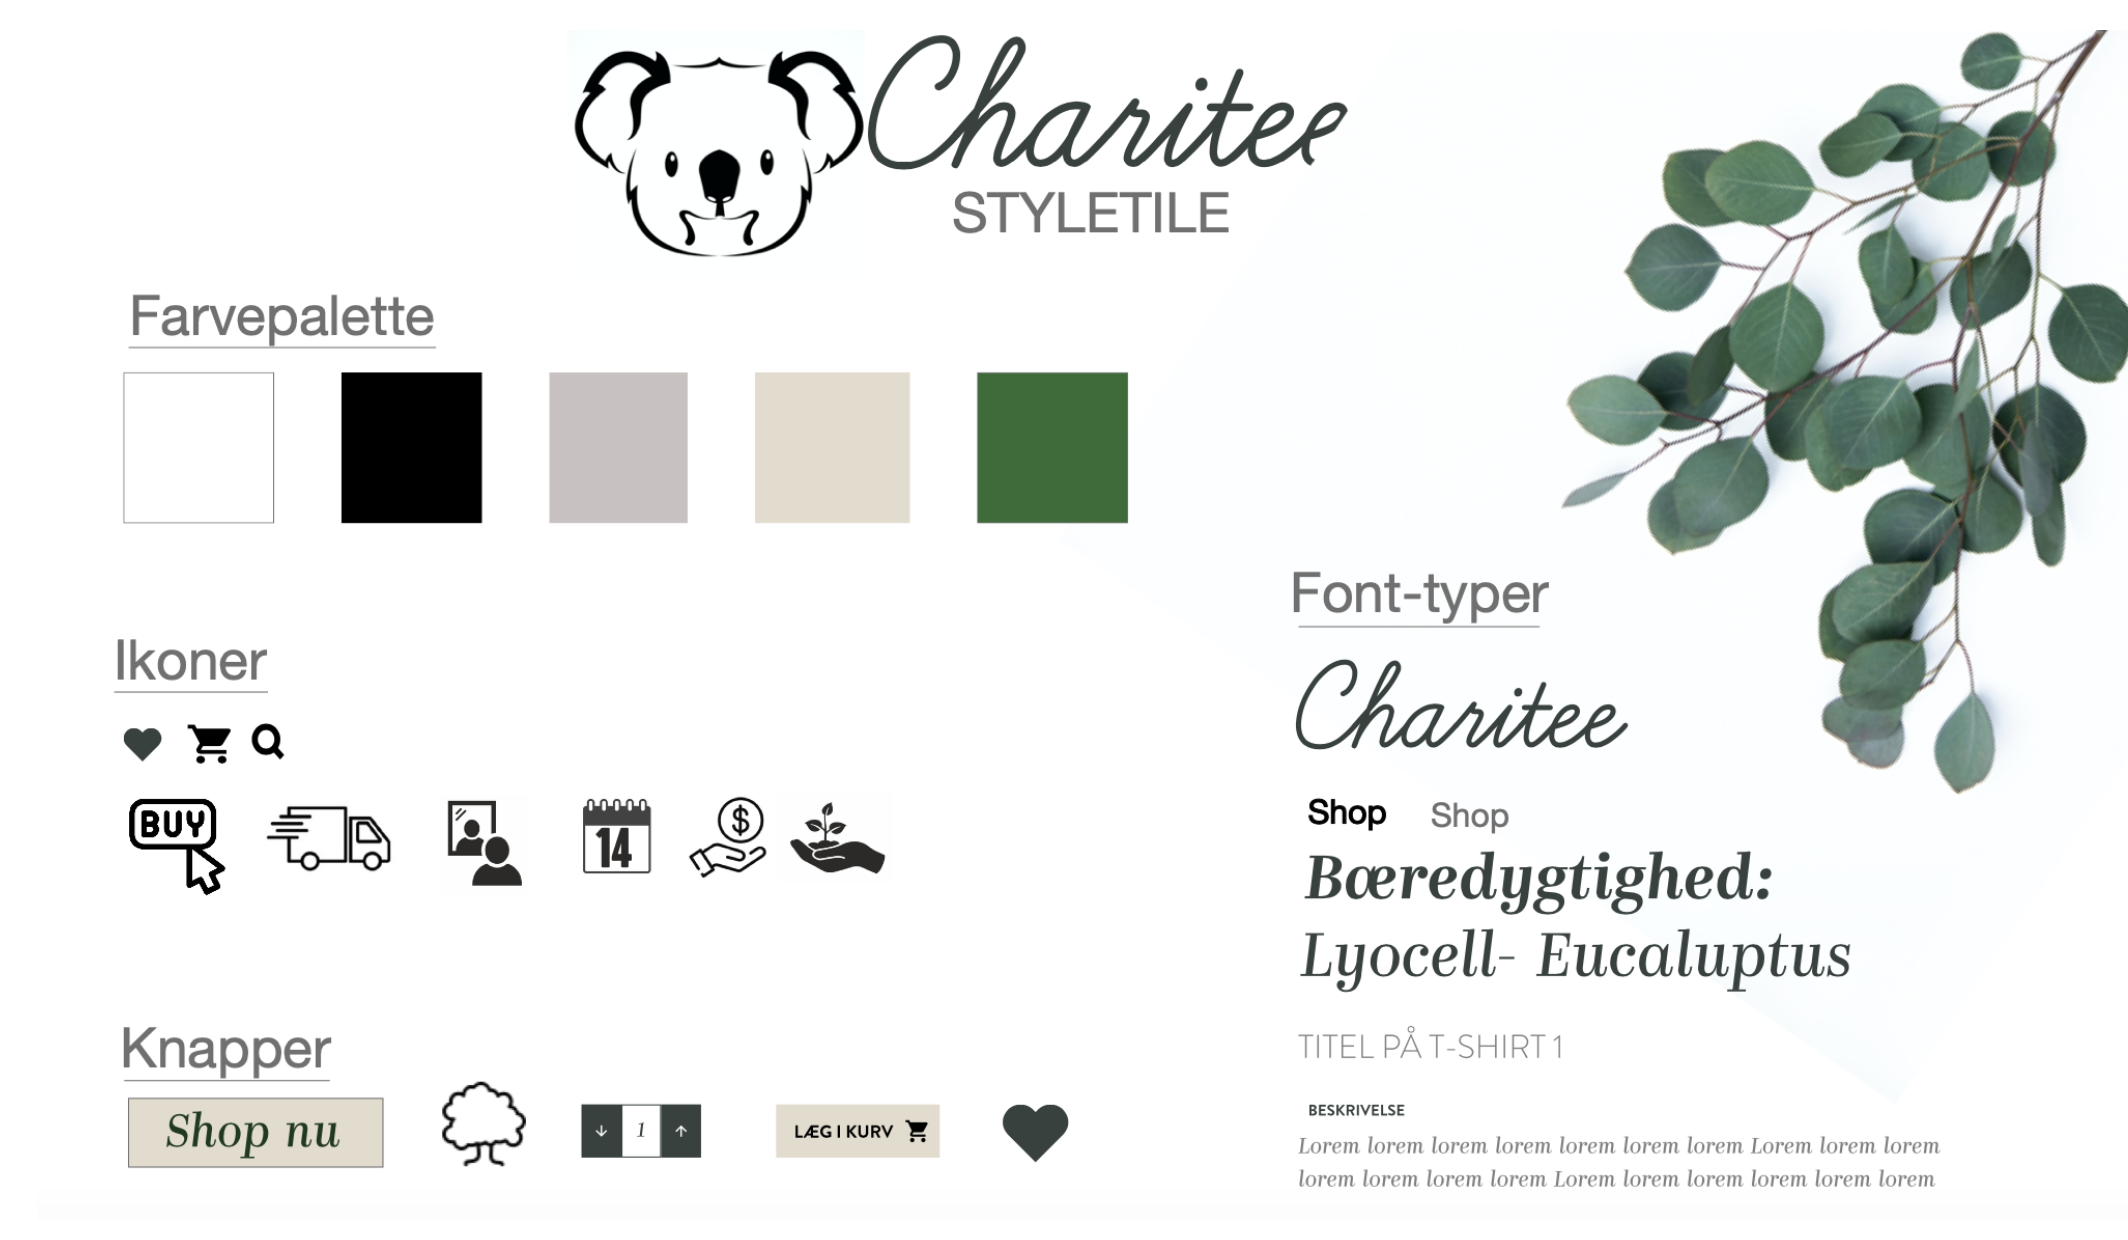 Charitee
STYLETILE
Farvepalette
Ikoner
BUY
14
$
Knapper
Shop nu
1
LÆG I KURV
Font-typer
Charitee
Shop Shop
Bæredygtighed:
Lyocell- Eucaluptus
TITEL PÅ T-SHIRT 1
BESKRIVELSE
Lorem lorem lorem lorem lorem lorem lorem Lorem lorem lorem
lorem lorem lorem lorem Lorem lorem lorem lorem lorem lorem